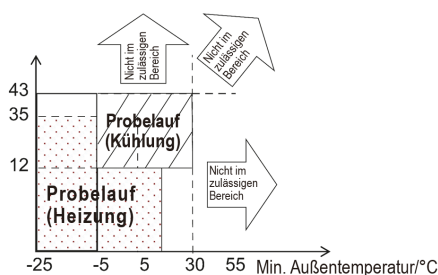 Nicht im
zulässigen
Bereich
Nicht im
zulässigen
Bereich
43
35
Probelauf
(Kühlung)
12
Nicht im
zulässigen
Bereich
Probelauf
(Heizung)
-25 -5 5 30 55 Min. Außentemperatur/°C